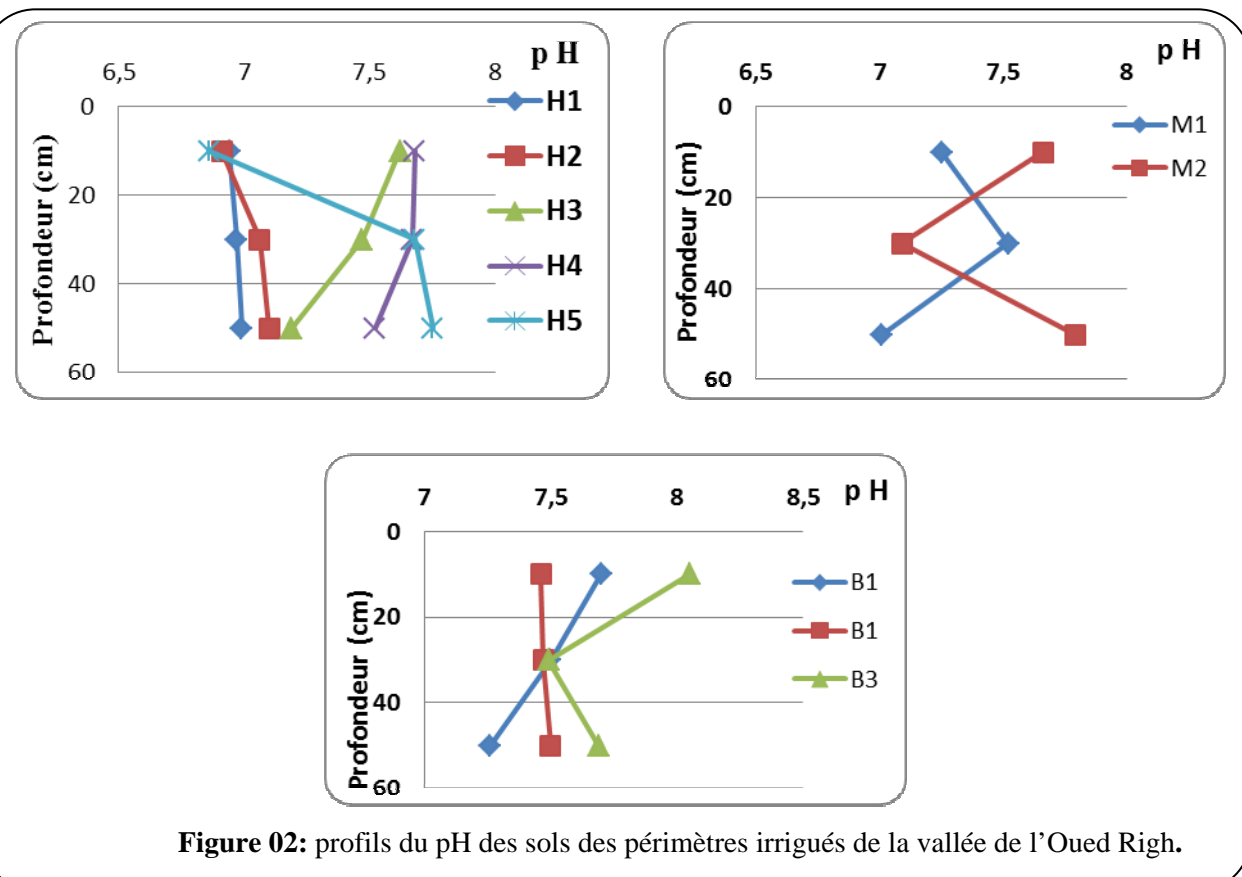 p H
6,5 7 7,5 8
0
20
40
60
Profondeur (cm)
H1
H2
H3
H4
H5
p H
6,5 7 7,5 8
0
20
40
60
Profondeur (cm)
M1
M2
7 7,5 8 8,5 p H
0
20
40
60
Profondeur (cm)
B1
B1
B3
Figure 02: profils du pH des sols des périmètres irrigués de la vallée de l’Oued Righ.